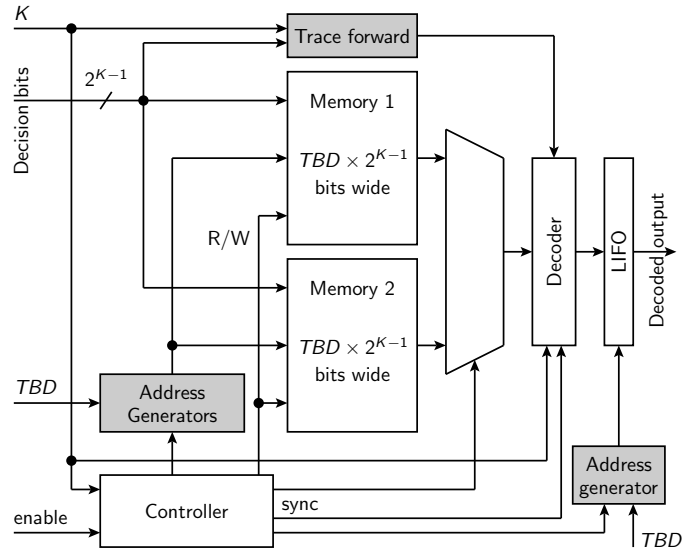 K
Trace forward
2^{K−1}
Decision bits
Memory 1
TBD × 2^{K−1}
bits wide
R/W
Memory 2
TBD × 2^{K−1}
bits wide
Decoder
LIFO
Decoded output
TBD
Address
Generators
Address
generator
Controller
sync
enable
TBD